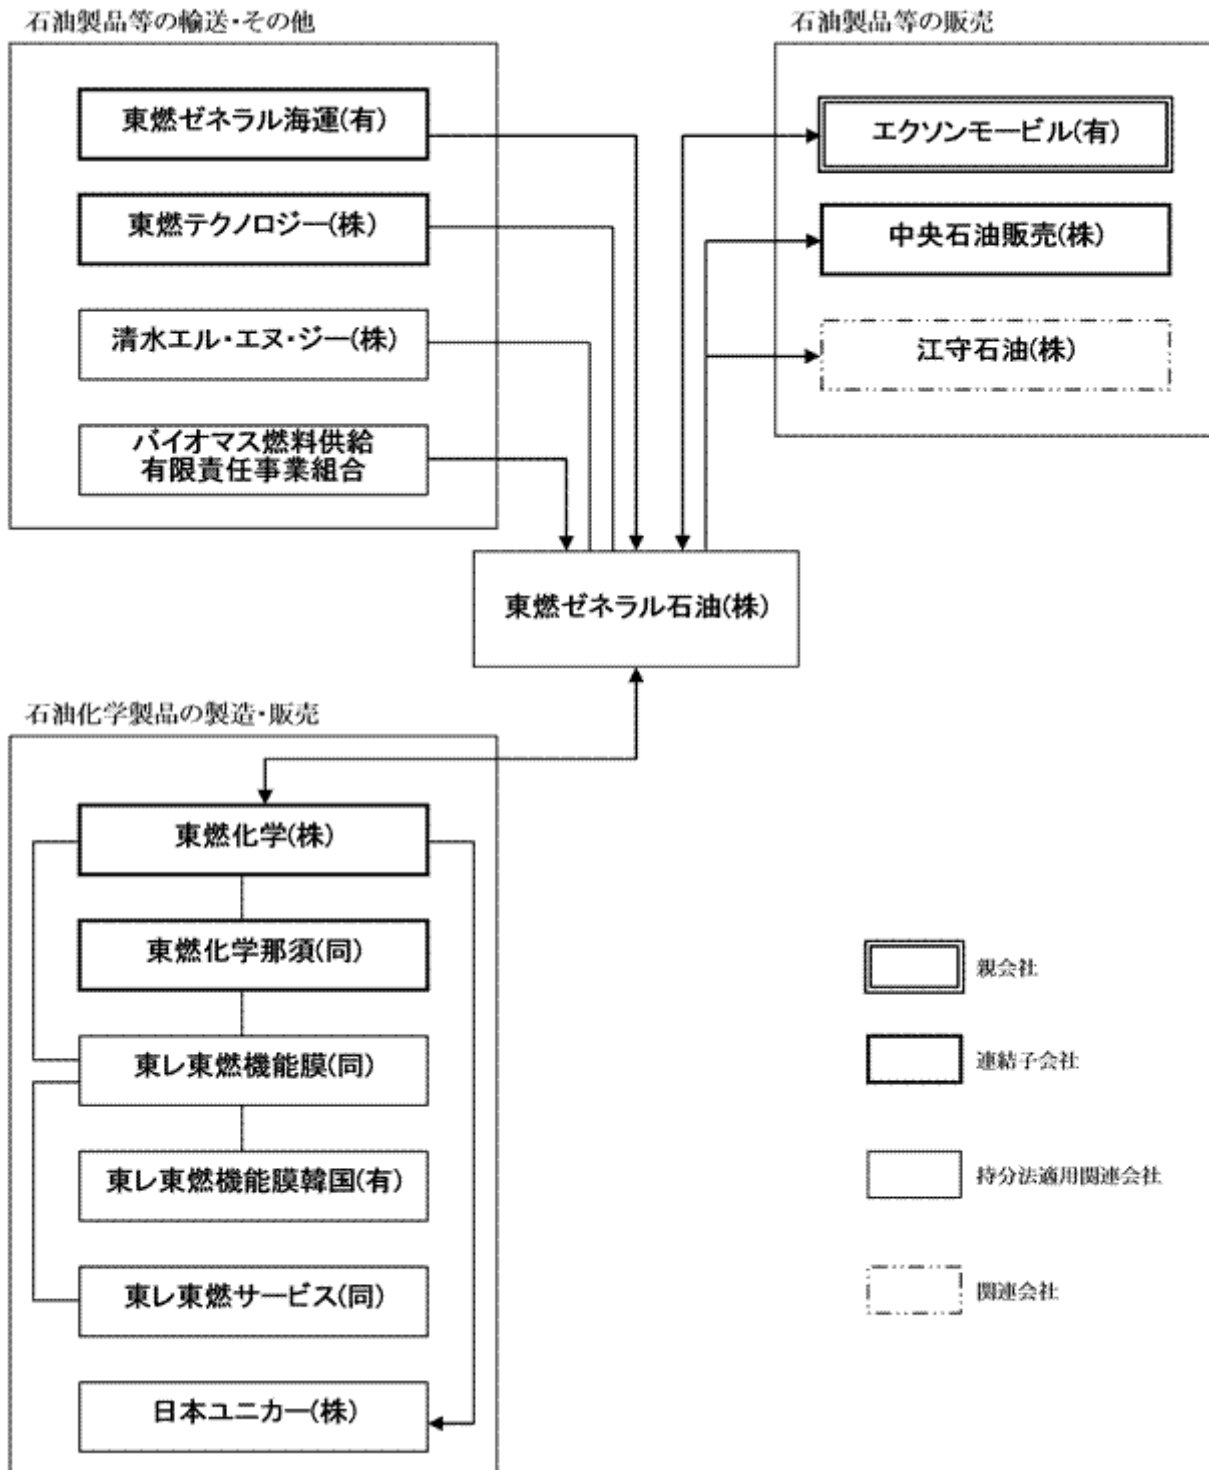 石油製品等の輸送・その他
東燃ゼネラル海運(有)
東燃テクノロジー(株)
清水エル・エヌ・ジー(株)
バイオマス燃料供給
有限責任事業組合
石油製品等の販売
エクソンモービル(有)
中央石油販売(株)
江守石油(株)
東燃ゼネラル石油(株)
石油化学製品の製造・販売
東燃化学(株)
東燃化学那須(同)
東レ東燃機能膜(同)
東レ東燃機能膜韓国(有)
東レ東燃サービス(同)
日本ユニカー(株)
親会社
連結子会社
持分法適用関連会社
関連会社